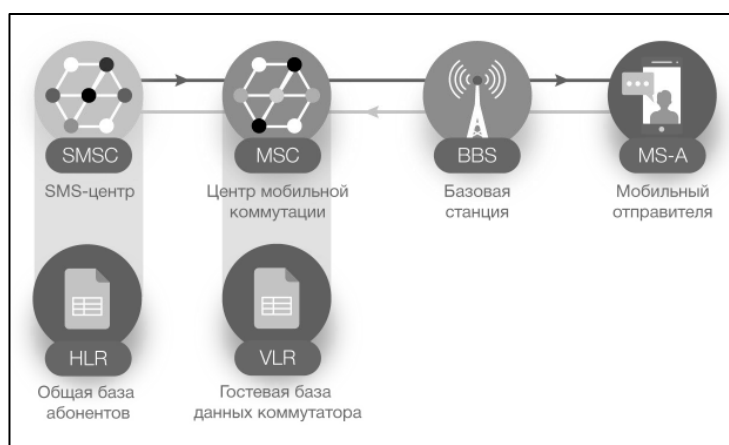 SMSC
SMS-центр
MSC
Центр мобильной
коммутации
BBS
Базовая
станция
MS-A
Мобильный
отправителя
HLR
Общая база
абонентов
VLR
Гостевая база
данных коммутатора